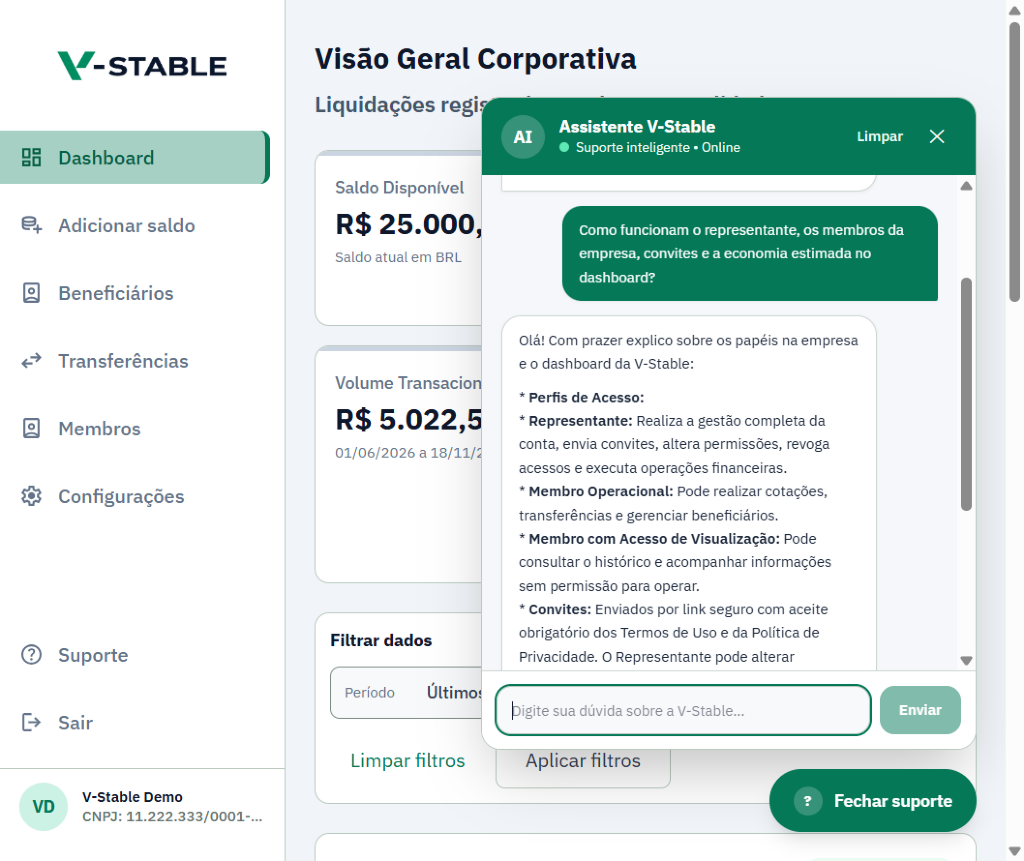 V-STABLE
Dashboard
Adicionar saldo
Beneficiários
Transferências
Membros
Configurações
Suporte
Sair
VD
V-Stable Demo
CNPJ: 11.222.333/0001-...
Visão Geral Corporativa
Liquidações
Saldo Disponível
R$ 25.000,
Saldo atual em BRL
Volume
R$ 5.022,5
01/06/2026 a 18/11/2
Filtrar dados
Período
Últimos
Limpar filtros
Aplicar filtros
AI
Assistente V-Stable
Suporte inteligente • Online
Limpar
Como funcionam o representante, os membros da
empresa, convites e a economia estimada no
dashboard?
Olá! Com prazer explico sobre os papéis na empresa
e o dashboard da V-Stable:
* Perfis de Acesso:
* Representante: Realiza a gestão completa da
conta, envia convites, altera permissões, revoga
acessos e executa operações financeiras.
* Membro Operacional: Pode realizar cotações,
transferências e gerenciar beneficiários.
* Membro com Acesso de Visualização: Pode
consultar o histórico e acompanhar informações
sem permissão para operar.
* Convites: Enviados por link seguro com aceite
obrigatório dos Termos de Uso e da Política de
Privacidade. O Representante pode alterar
Digite sua dúvida sobre a V-Stable...
Enviar
? Fechar suporte